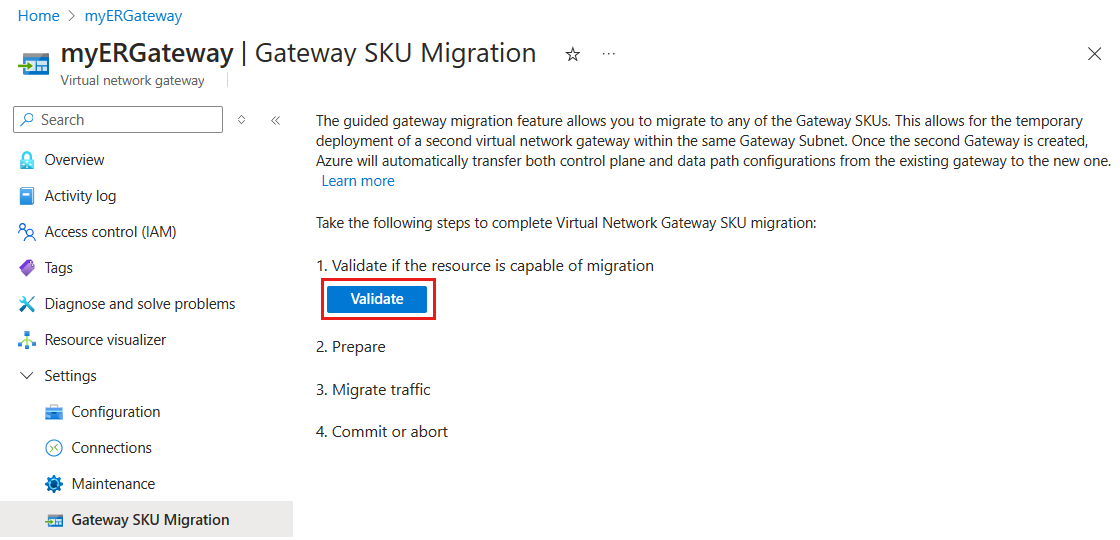 Home > myERGateway
myERGateway | Gateway SKU Migration
Virtual network gateway
Search
Overview
Activity log
Access control (IAM)
Tags
Diagnose and solve problems
Resource visualizer
Settings
Configuration
Connections
Maintenance
Gateway SKU Migration
The guided gateway migration feature allows you to migrate to any of the Gateway SKUs. This allows for the temporary
deployment of a second virtual network gateway within the same Gateway Subnet. Once the second Gateway is created,
Azure will automatically transfer both control plane and data path configurations from the existing gateway to the new one.
Learn more
Take the following steps to complete Virtual Network Gateway SKU migration:
1. Validate if the resource is capable of migration
Validate
2. Prepare
3. Migrate traffic
4. Commit or abort